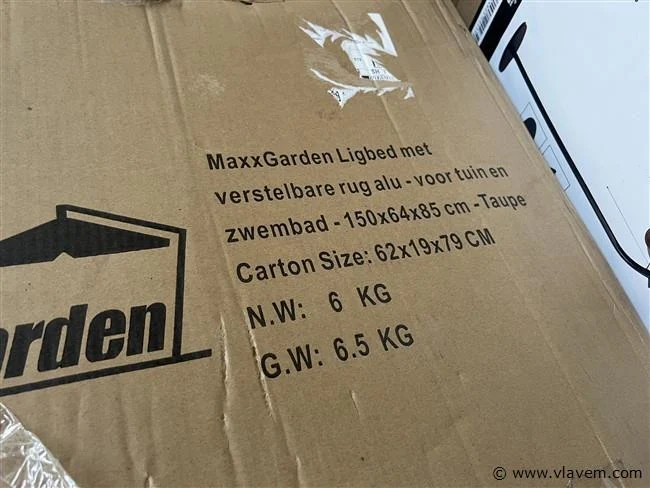 MaxxGarden Ligbed met
verstelbare rug alu - voor tuin en
zwembad - 150x64x85 cm - Taupe
Carton Size: 62x19x79 CM
N.W: 6 KG
G.W: 6.5 KG
arden
© www.vlavem.com